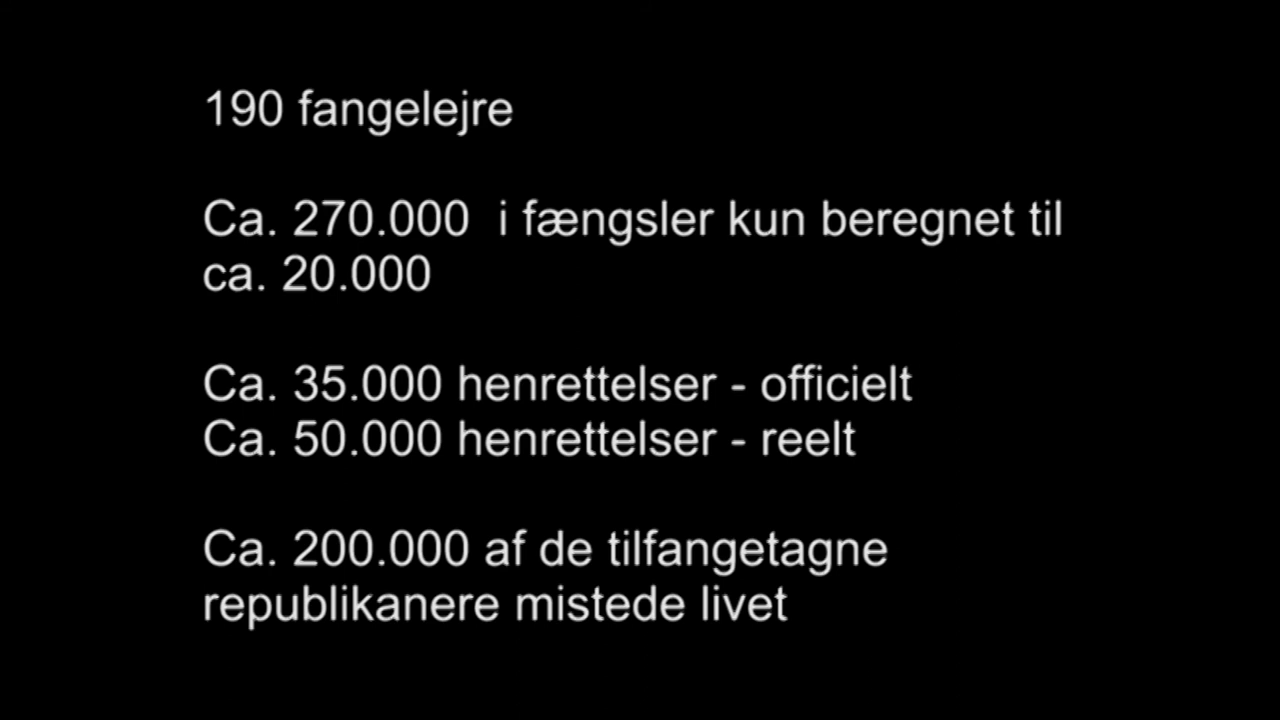 190 fangelejre
Ca. 270.000  i fængsler kun beregnet til
ca. 20.000
Ca. 35.000 henrettelser - officielt
Ca. 50.000 henrettelser - reelt
Ca. 200.000 af de tilfangetagne
republikanere mistede livet